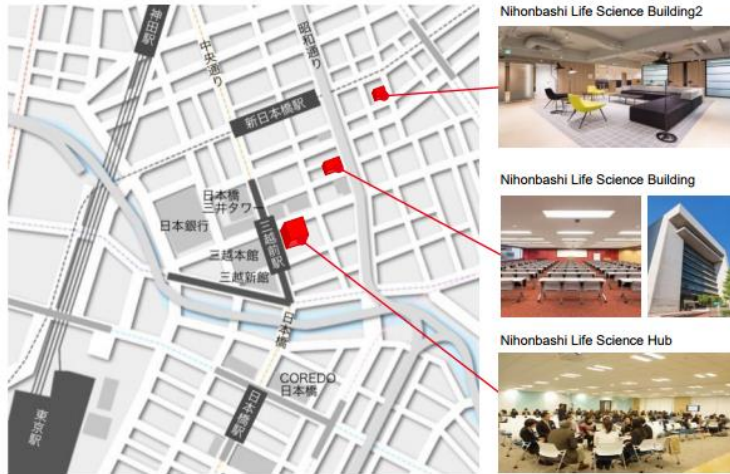 Nihonbashi Life Science Building2
神田駅
中央通り
昭和通り
新日本橋駅
Nihonbashi Life Science Building
日本橋
三井タワー
日本銀行
三越前駅
三越本館
三越新館
Nihonbashi Life Science Hub
日本橋
COREDO
日本橋
日本橋駅
東京駅